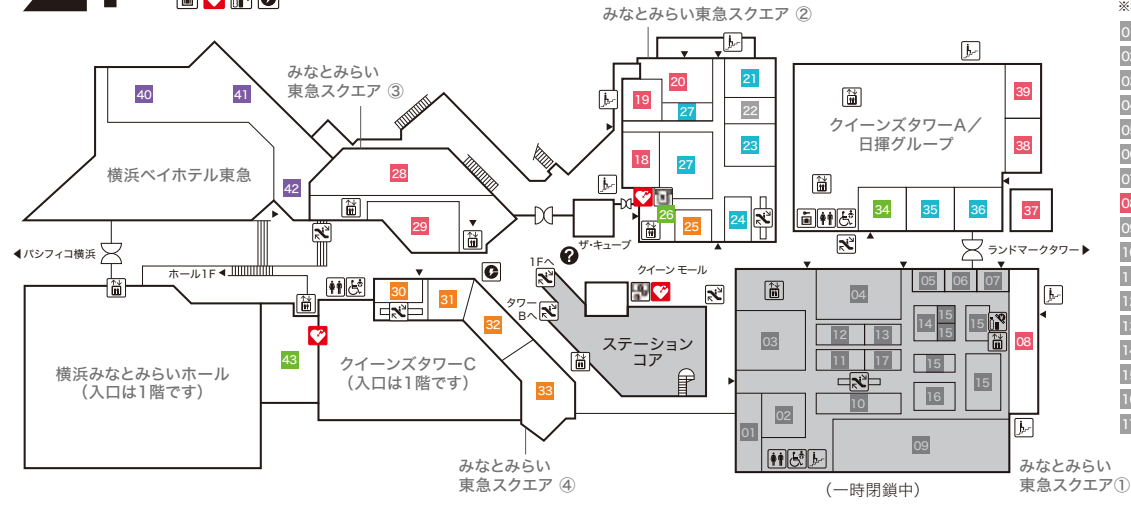 みなとみらい東急スクエア ②
※
みなとみらい
東急スクエア ③
40
41
横浜ベイホテル東急
42
28
29
19
20
27
21
22
23
18
27
26
25
24
クイーンズタワーA／
日揮グループ
39
38
34
35
36
37
パシフィコ横浜
ホール1F
ザ・キューブ
?
1Fへ
クイーン モール
ランドマークタワー
タワー
Bへ
ステーション
コア
30
31
32
33
43
横浜みなとみらいホール
（入口は1階です）
クイーンズタワーC
（入口は1階です）
みなとみらい
東急スクエア ④
01
02
03
04
05
06
07
08
09
10
11
12
13
14
15
15
15
15
15
16
17
（一時閉鎖中）
みなとみらい
東急スクエア①
08